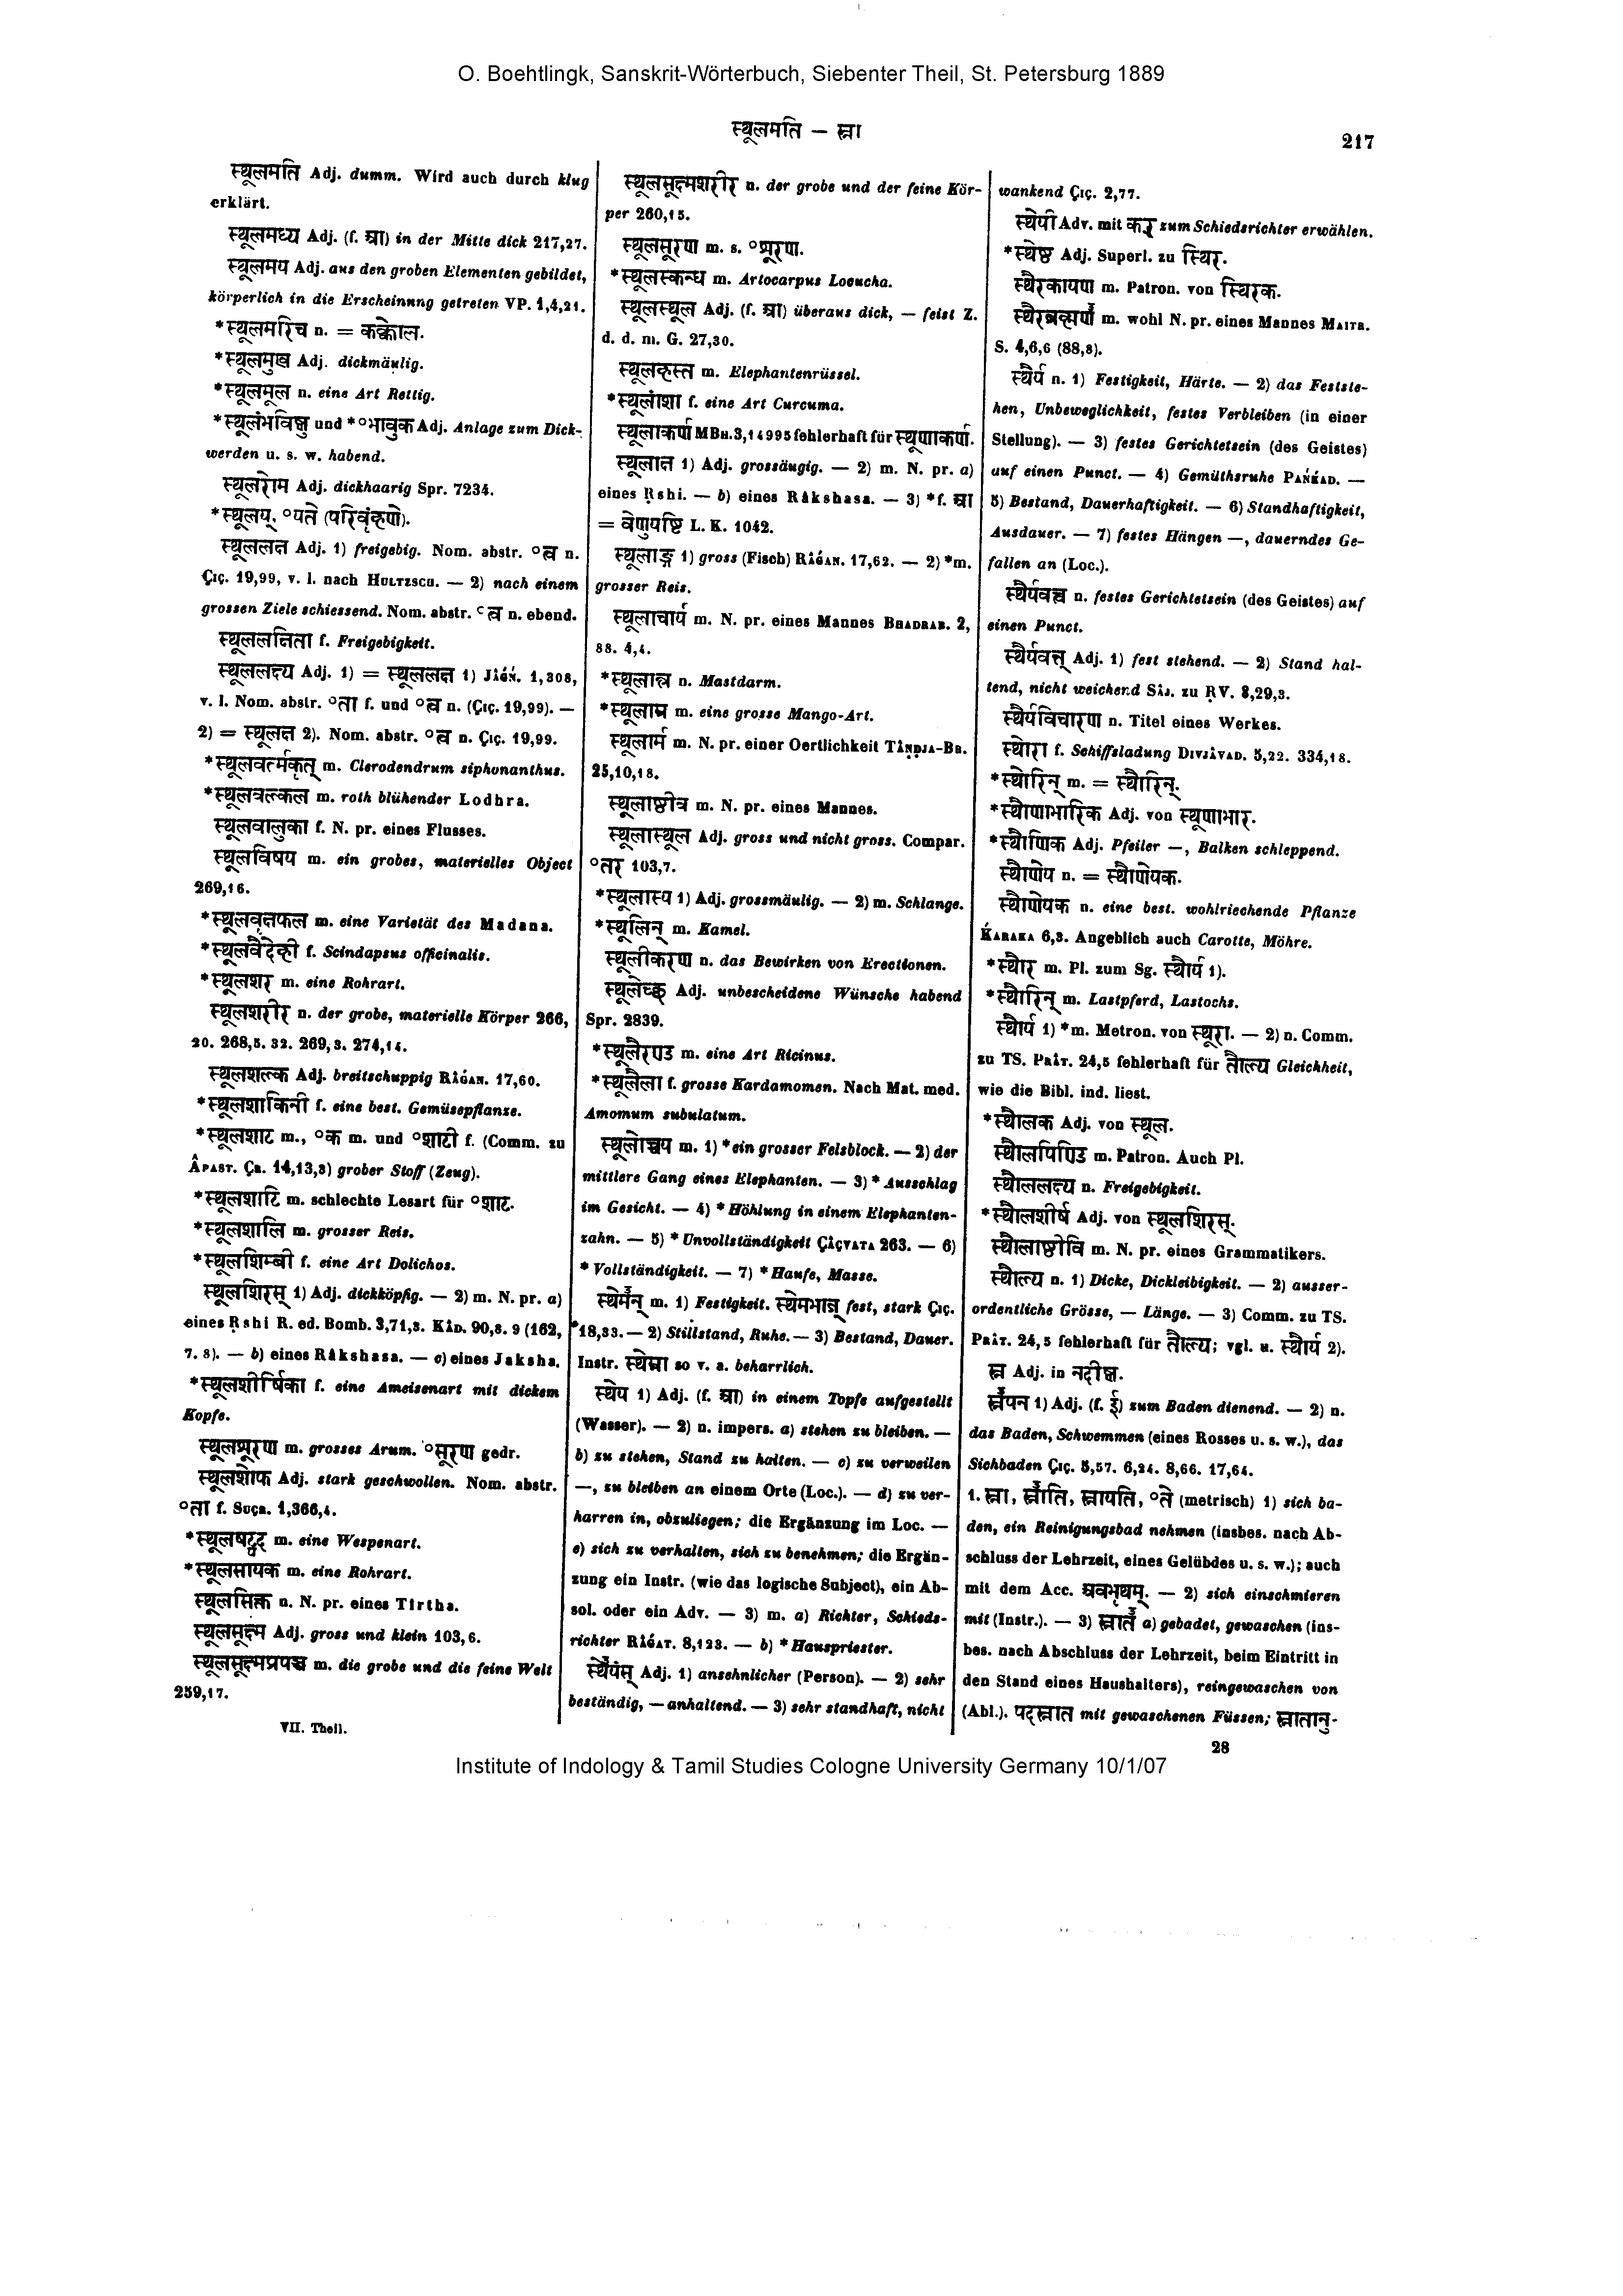 O. Boehtlingk, Sanskrit-Wörterbuch, Siebenter Theil, St. Petersburg 1889
स्थूलमति – स्ना
217
स्थूलमति Adj. dumm. Wird auch durch klug
erklärt.
स्थूलमध्य Adj. (f. आ) in der Mitte dick 217,27.
स्थूलमय Adj. aus den groben Elementen gebildet,
körperlich in die Erscheinung getreten VP. 1,4,21.
*स्थूलमरिच n. = कक्कोल.
*स्थूलमुख Adj. dickmäulig.
*स्थूलमूल n. eine Art Rettig.
*स्थूलंभविष्णु und *°भावुक Adj. Anlage zum Dick-
werden u. s. w. habend.
स्थूलरोम Adj. dickhaarig Spr. 7234.
*स्थूलय्, °यते (परिबृंहणे).
स्थूललक्ष Adj. 1) freigebig. Nom. abstr. °त्व n.
Çiç. 19,99, v. l. nach Hultzsch. — 2) nach einem
grossen Ziele schiessend. Nom. abstr. °त्व n. ebend.
स्थूललक्षिता f. Freigebigkeit.
स्थूललक्ष्य Adj. 1) = स्थूललक्ष 1) Jâǵń. 1,308,
v. l. Nom. abstr. °ता f. und °त्व n. (Çiç. 19,99). —
2) = स्थूलक्ष 2). Nom. abstr. °त्व n. Çiç. 19,99.
*स्थूलवर्त्मकृत् m. Clerodendrum siphonanthus.
*स्थूलवल्कल m. roth blühender Lodhra.
स्थूलवालुका f. N. pr. eines Flusses.
स्थूलविषय m. ein grobes, materielles Object
269,16.
*स्थूलवृक्षफल m. eine Varietät des Madana.
*स्थूलवैदेही f. Scindapsus officinalis.
*स्थूलशर m. eine Rohrart.
स्थूलशरीर n. der grobe, materielle Körper 266,
20. 268,5. 32. 269,3. 274,14.
स्थूलशल्क Adj. breitschuppig Râǵan. 17,60.
*स्थूलशाकिनी f. eine best. Gemüsepflanze.
*स्थूलशाट m., °क m. und °शाटी f. (Comm. zu
Âpast. Ça. 14,13,8) grober Stoff (Zeug).
*स्थूलशाटि m. schlechte Lesart für °शाट.
*स्थूलशालि m. grosser Reis.
*स्थूलशिम्बी f. eine Art Dolichos.
स्थूलशिरस् 1) Adj. dickköpfig. — 2) m. N. pr. a)
eines Ṛshi R. ed. Bomb. 3,71,3. Kâd. 90,8. 9 (162,
7. 8). — b) eines Râkshasa. — c) eines Jaksha.
*स्थूलशीर्षिका f. eine Ameisenart mit dickem
Kopfe.
स्थूलशूरण m. grosses Arum. °सूरण gedr.
स्थूलशोफ Adj. stark geschwollen. Nom. abstr.
°ता f. Suçr. 1,366,4.
*स्थूलषट्पद m. eine Wespenart.
*स्थूलसायक m. eine Rohrart.
स्थूलसिक्त n. N. pr. eines Tîrtha.
स्थूलसूक्ष्म Adj. gross und klein 103,6.
स्थूलसूक्ष्मप्रपञ्च m. die grobe und die feine Welt
259,17.
VII. Theil.
स्थूलसूक्ष्मशरीर n. der grobe und der feine Kör-
per 260,15.
स्थूलसूरण m. s. °शूरण.
*स्थूलस्कन्ध m. Artocarpus Locucha.
स्थूलस्थूल Adj. (f. आ) überaus dick, — feist Z.
d. d. m. G. 27,30.
स्थूलहस्त m. Elephantenrüssel.
*स्थूलांशा f. eine Art Curcuma.
स्थूलाकर्ण MBh. 3,14995 fehlerhaft für स्थूणाकर्ण.
स्थूलाक्ष 1) Adj. grossäugig. — 2) m. N. pr. a)
eines Ṛshi. — b) eines Râkshasa. — 3) *f. आ
= वेणुयष्टि L. K. 1042.
स्थूलाङ्ग 1) gross (Fisch) Râǵan. 17,62. — 2) *m.
grosser Reis.
स्थूलाचार्य m. N. pr. eines Mannes Bhadrab. 2,
88. 4,4.
*स्थूलान्त्र n. Mastdarm.
*स्थूलाम्र m. eine grosse Mango-Art.
स्थूलार्म m. N. pr. einer Oertlichkeit Tâṇḍja-Br.
25,10,18.
स्थूलाष्ठीव m. N. pr. eines Mannes.
स्थूलास्थूल Adj. gross und nicht gross. Compar.
°तर 103,7.
*स्थूलास्य 1) Adj. grossmäulig. — 2) m. Schlange.
*स्थूलिन् m. Kamel.
स्थूलीकरण n. das Bewirken von Erectionen.
स्थूलेच्छ Adj. unbescheidene Wünsche habend
Spr. 2839.
*स्थूलैरण्ड m. eine Art Ricinus.
*स्थूलैला f. grosse Kardamomen. Nach Mat. med.
Amomum subulatum.
स्थूलोच्चय m. 1) *ein grosser Felsblock. — 2) der
mittlere Gang eines Elephanten. — 3) *Ausschlag
im Gesicht. — 4) *Höhlung in einem Elephanten-
zahn. — 5) *Unvollständigkeit Çâçvata 263. — 6)
*Vollständigkeit. — 7) *Haufe, Masse.
स्थेमन् m. 1) Festigkeit. स्थेमभाज् fest, stark Çiç.
18,33. — 2) Stillstand, Ruhe. — 3) Bestand, Dauer.
Instr. स्थेम्ना so v. a. beharrlich.
स्थेय 1) Adj. (f. आ) in einem Topfe aufgestellt
(Wasser). — 2) n. impers. a) stehen zu bleiben. —
b) zu stehen, Stand zu halten. — c) zu verweilen
—, zu bleiben an einem Orte (Loc.). — d) zu ver-
harren in, obzuliegen; die Ergänzung im Loc. —
e) sich zu verhalten, sich zu benehmen; die Ergän-
zung ein Instr. (wie das logische Subject), ein Ab-
sol. oder ein Adv. — 3) m. a) Richter, Schieds-
richter Râǵat. 8,123. — b) *Hauspriester.
स्थेयंस् Adj. 1) ansehnlicher (Person). — 2) sehr
beständig, — anhaltend. — 3) sehr standhaft, nicht
wankend Çiç. 2,77.
स्थेयी Adv. mit कर् zum Schiedsrichter erwählen.
*स्थेष्ठ Adj. Superl. zu स्थिर.
स्थैरकायण m. Patron. von स्थिरक.
स्थैरब्रह्मण m. wohl N. pr. eines Mannes Maitr.
S. 4,6,6 (88,8).
स्थैर्य n. 1) Festigkeit, Härte. — 2) das Festste-
hen, Unbeweglichkeit, festes Verbleiben (in einer
Stellung). — 3) festes Gerichtetsein (des Geistes)
auf einen Punct. — 4) Gemüthsruhe Pańḱad. —
5) Bestand, Dauerhaftigkeit. — 6) Standhaftigkeit,
Ausdauer. — 7) festes Hängen —, dauerndes Ge-
fallen an (Loc.).
स्थैर्यवत्त्व n. festes Gerichtetsein (des Geistes) auf
einen Punct.
स्थैर्यवत् Adj. 1) fest stehend. — 2) Stand hal-
tend, nicht weichend Sâj. zu ṚV. 8,29,3.
स्थैर्यविचारण n. Titel eines Werkes.
स्थोरा f. Schiffsladung Divjâvad. 5,22. 334,18.
*स्थोरिन् m. = स्थौरिन्.
*स्थौणाभारिक Adj. von स्थूणाभार.
*स्थौणिक Adj. Pfeiler —, Balken schleppend.
स्थौणेय n. = स्थौणेयक.
स्थौणेयक n. eine best. wohlriechende Pflanze
Ḱaraka 6,3. Angeblich auch Carotte, Möhre.
*स्थौर m. Pl. zum Sg. स्थौर्य 1).
*स्थौरिन् m. Lastpferd, Lastochs.
स्थौर्य 1) *m. Metron. von स्थूरा. — 2) n. Comm.
zu TS. Prât. 24,5 fehlerhaft für तौल्य Gleichheit,
wie die Bibl. ind. liest.
*स्थौलक Adj. von स्थूल.
स्थौलपिण्डि m. Patron. Auch Pl.
स्थौललक्ष्य n. Freigebigkeit.
*स्थौलशीर्ष Adj. von स्थूलशिरस्.
स्थौलाष्ठीवि m. N. pr. eines Grammatikers.
स्थौल्य n. 1) Dicke, Dickleibigkeit. — 2) ausser-
ordentliche Grösse, — Länge. — 3) Comm. zu TS.
Prât. 24,5 fehlerhaft für तौल्य; vgl. u. स्थौर्य 2).
स्न Adj. in नदीष्ण.
स्नपन 1) Adj. (f. ई) zum Baden dienend. — 2) n.
das Baden, Schwemmen (eines Rosses u. s. w.), das
Sichbaden Çiç. 5,57. 6,24. 8,66. 17,64.
1. स्ना, स्नाति, स्नायति, °ते (metrisch) 1) sich ba-
den, ein Reinigungsbad nehmen (insbes. nach Ab-
schluss der Lehrzeit, eines Gelübdes u. s. w.); auch
mit dem Acc. अवभृथम्. — 2) sich einschmieren
mit (Instr.). — 3) स्नात a) gebadet, gewaschen (ins-
bes. nach Abschluss der Lehrzeit, beim Eintritt in
den Stand eines Haushalters), reingewaschen von
(Abl.). पदस्नात mit gewaschenen Füssen; स्नातानु-
28
Institute of Indology & Tamil Studies Cologne University Germany 10/1/07